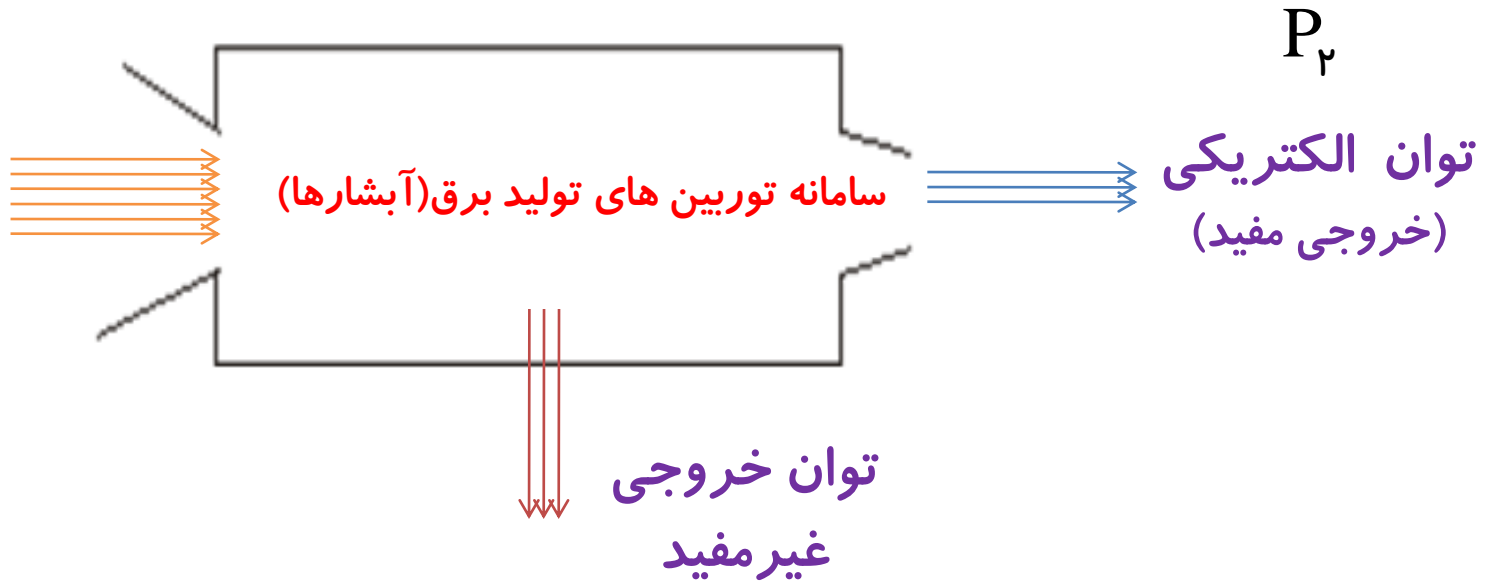 P۲
توان الکتریکی
(خروجی مفید)
سامانه توربین های تولید برق(آبشارها)
توان خروجی
غیرمفید